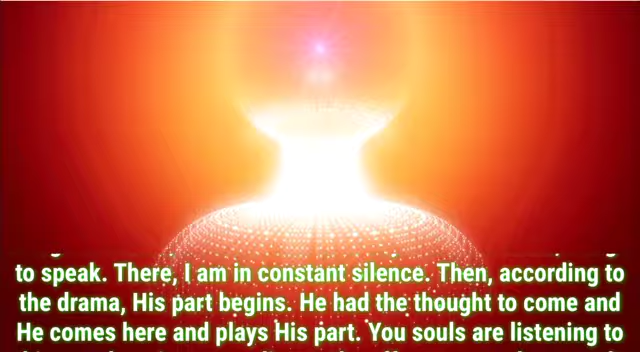 to speak. There, I am in constant silence. Then, according to
the drama, His part begins. He had the thought to come and
He comes here and plays His part. You souls are listening to